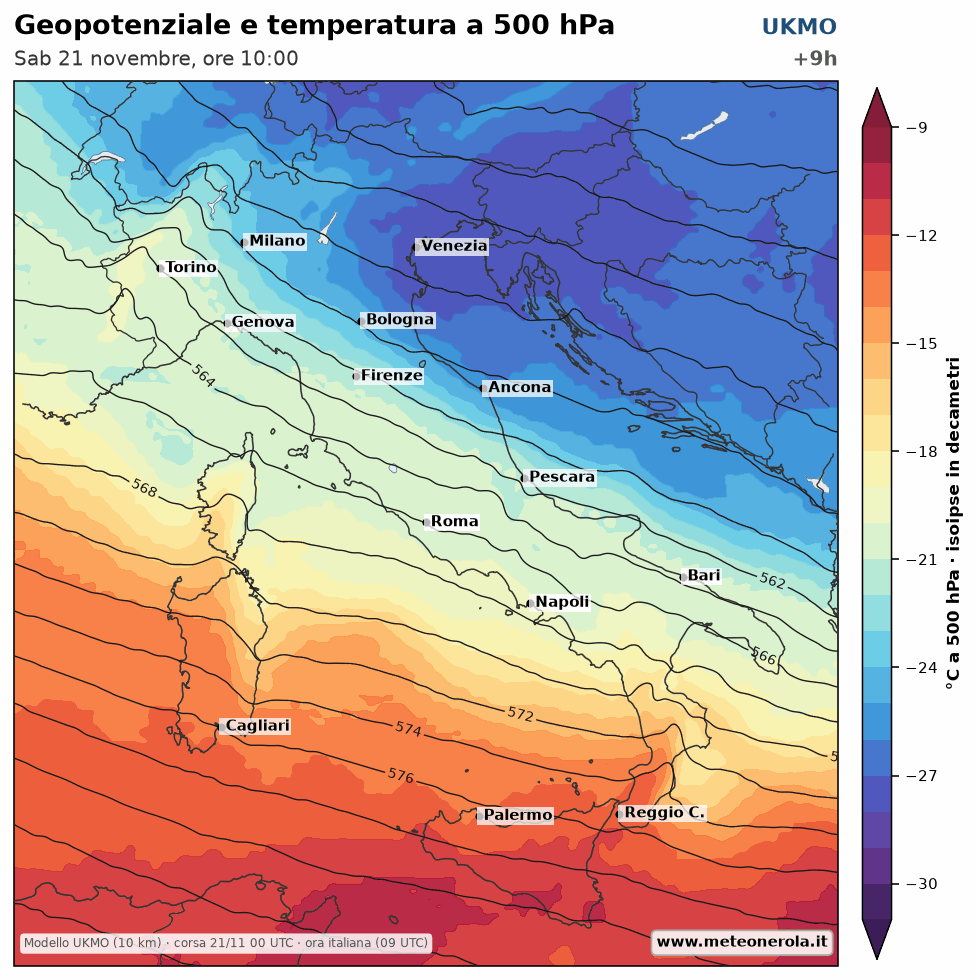 Geopotenziale e temperatura a 500 hPa
UKMO
Sab 21 novembre, ore 10:00
+9h
−9
−12
−15
−18
−21
−24
−27
−30
°C a 500 hPa · isoipse in decametri
Milano
Venezia
Torino
Genova
Bologna
564
Firenze
Ancona
Pescara
568
Roma
Bari
562
Napoli
566
572
Cagliari
574
576
Palermo
Reggio C.
Modello UKMO (10 km) · corsa 21/11 00 UTC · ora italiana (09 UTC)
www.meteonerola.it